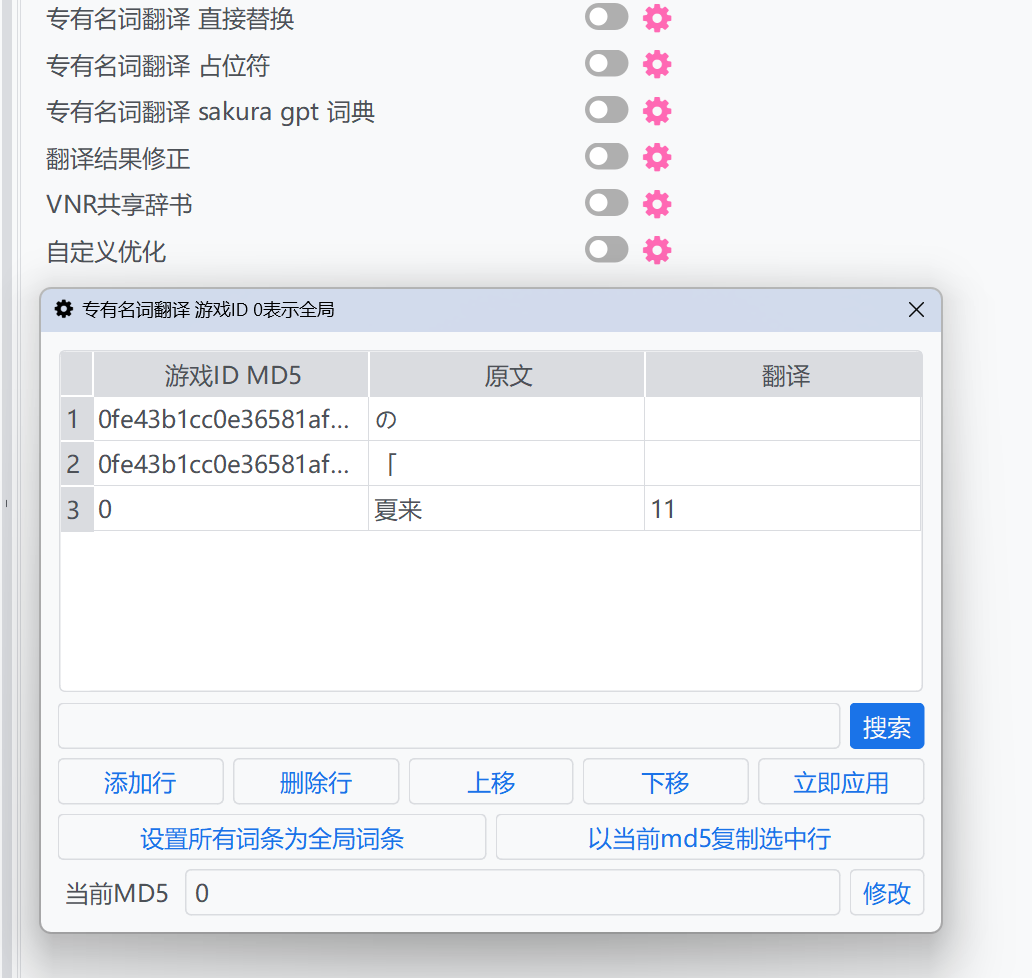 专有名词翻译 直接替换
专有名词翻译 占位符
专有名词翻译 sakura gpt 词典
翻译结果修正
VNR共享辞书
自定义优化
专有名词翻译 游戏ID 0表示全局
游戏ID MD5 原文 翻译
1 0fe43b1cc0e36581af... の
2 0fe43b1cc0e36581af... 「
3 0 夏来 11
搜索
添加行 删除行 上移 下移 立即应用
设置所有词条为全局词条 以当前md5复制选中行
当前MD5 0 修改